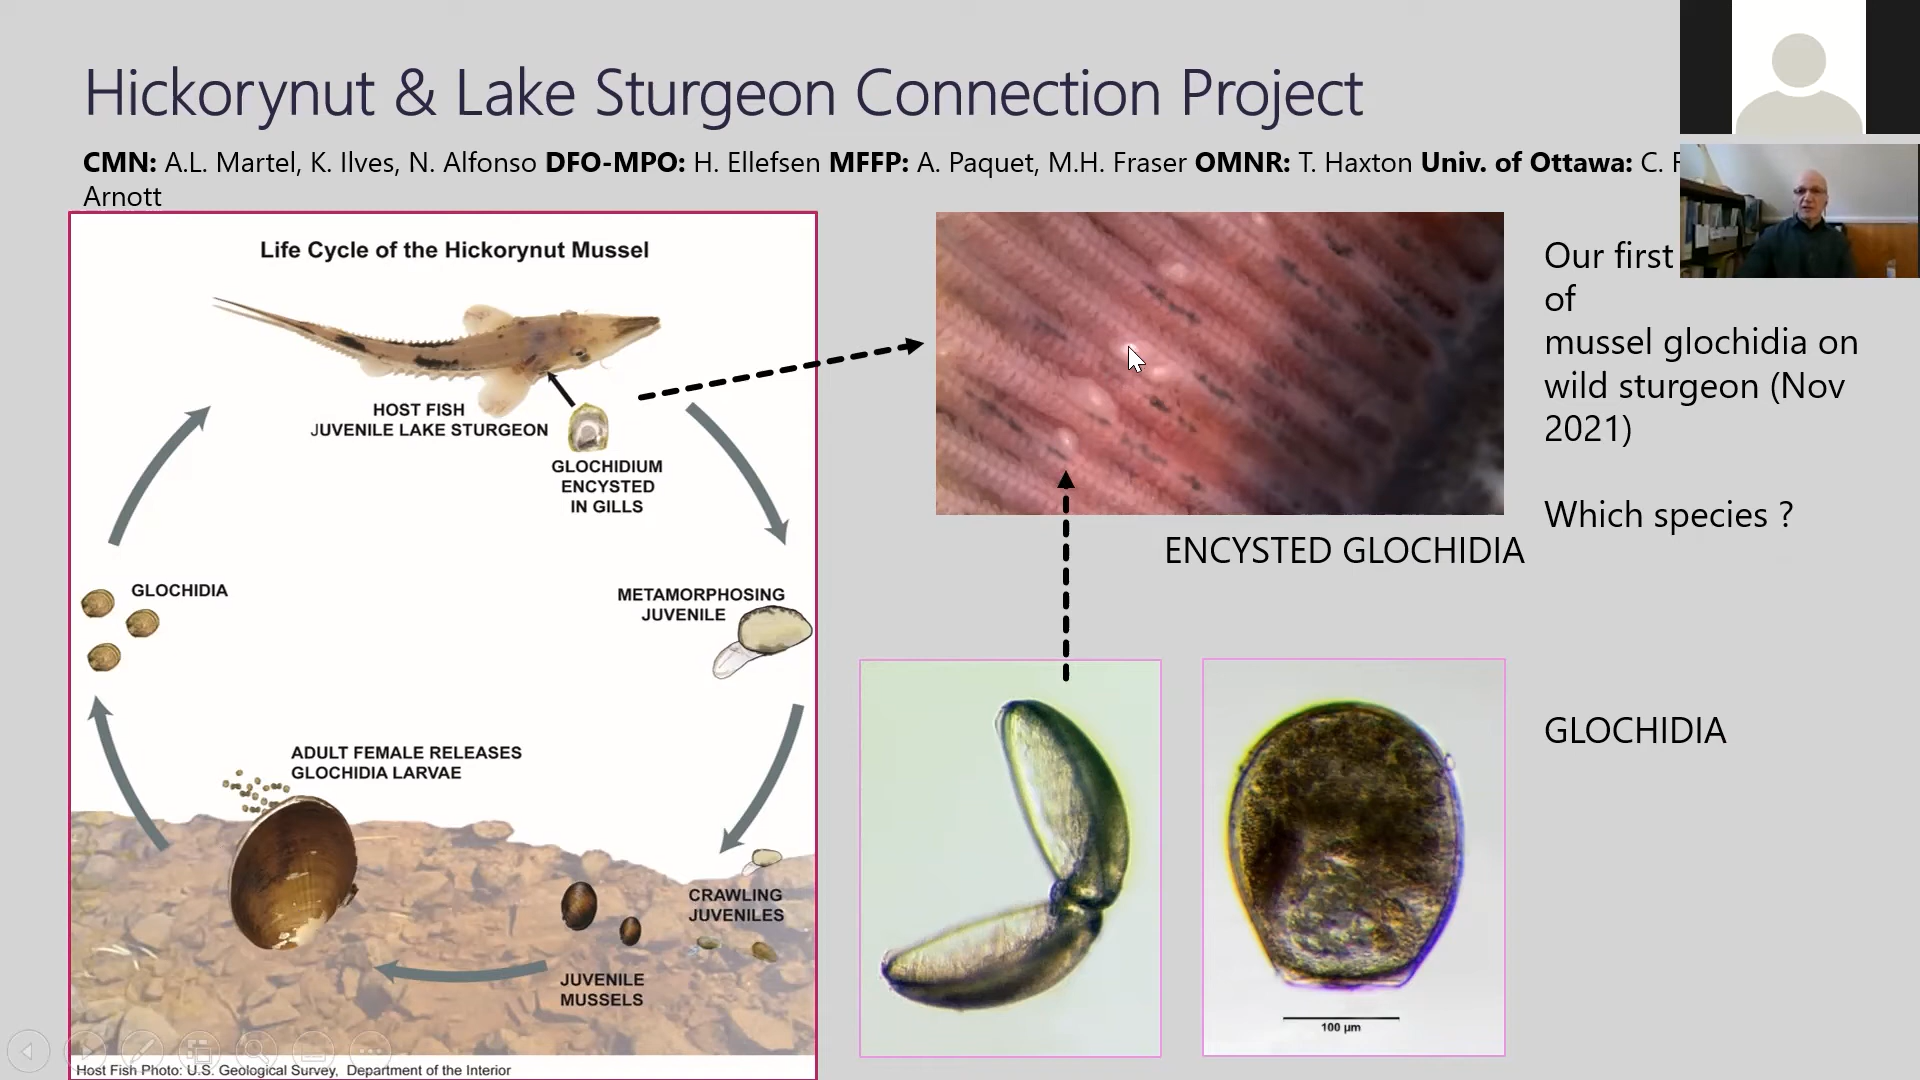 Hickorynut & Lake Sturgeon Connection Project
CMN: A.L. Martel, K. Ilves, N. Alfonso DFO-MPO: H. Ellefsen MFFP: A. Paquet, M.H. Fraser OMNR: T. Haxton Univ. of Ottawa: C.
Arnott
Life Cycle of the Hickorynut Mussel
HOST FISH
JUVENILE LAKE STURGEON
GLOCHIDIUM
ENCYSTED
IN GILLS
GLOCHIDIA
METAMORPHOSING
JUVENILE
ADULT FEMALE RELEASES
GLOCHIDIA LARVAE
CRAWLING
JUVENILES
JUVENILE
MUSSELS
Host Fish Photo: U.S. Geological Survey, Department of the Interior
ENCYSTED GLOCHIDIA
Our first
of
mussel glochidia on
wild sturgeon (Nov
2021)
Which species ?
GLOCHIDIA
100 µm